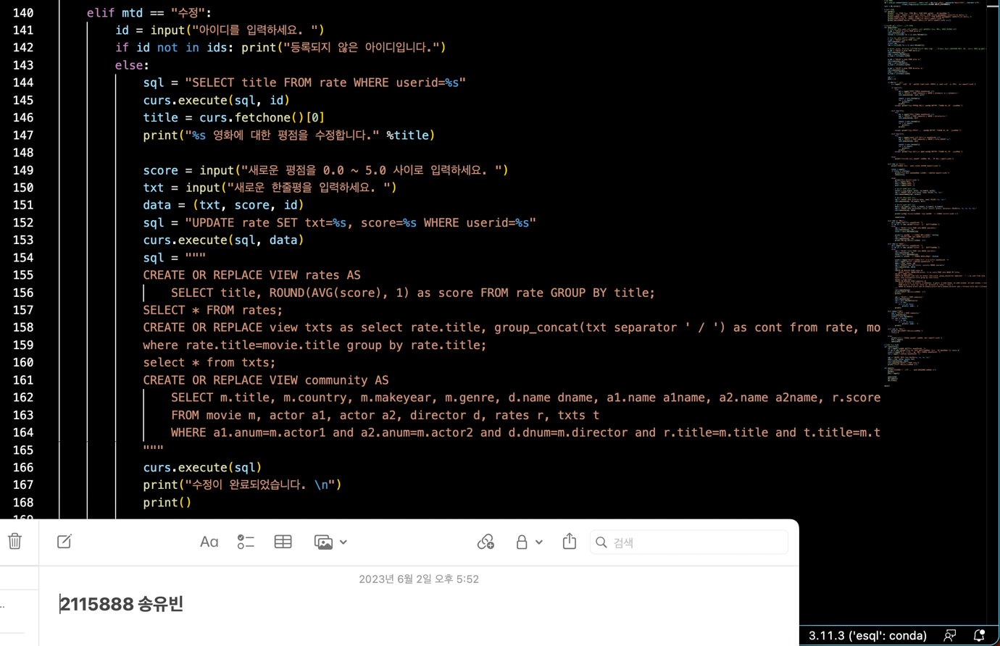 140 elif mtd == "수정":
141 id = input("아이디를 입력하세요. ")
142 if id not in ids: print("등록되지 않은 아이디입니다.")
143 else:
144 sql = "SELECT title FROM rate WHERE userid=%s"
145 curs.execute(sql, id)
146 title = curs.fetchone()[0]
147 print("%s 영화에 대한 평점을 수정합니다." %title)
148
149 score = input("새로운 평점을 0.0 ~ 5.0 사이로 입력하세요. ")
150 txt = input("새로운 한줄평을 입력하세요. ")
151 data = (txt, score, id)
152 sql = "UPDATE rate SET txt=%s, score=%s WHERE userid=%s"
153 curs.execute(sql, data)
154 sql = """
155 CREATE OR REPLACE VIEW rates AS
156 SELECT title, ROUND(AVG(score), 1) as score FROM rate GROUP BY title;
157 SELECT * FROM rates;
158 CREATE OR REPLACE view txts as select rate.title, group_concat(txt separator ' / ') as cont from rate, mo
159 where rate.title=movie.title group by rate.title;
160 select * from txts;
161 CREATE OR REPLACE VIEW community AS
162 SELECT m.title, m.country, m.makeyear, m.genre, d.name dname, a1.name a1name, a2.name a2name, r.score
163 FROM movie m, actor a1, actor a2, director d, rates r, txts t
164 WHERE a1.anum=m.actor1 and a2.anum=m.actor2 and d.dnum=m.director and r.title=m.title and t.title=m.t
165 """
166 curs.execute(sql)
167 print("수정이 완료되었습니다. \n")
168 print()
169
Aa
검색
2023년 6월 2일 오후 5:52
2115888 송유빈
3.11.3 ('esql': conda)